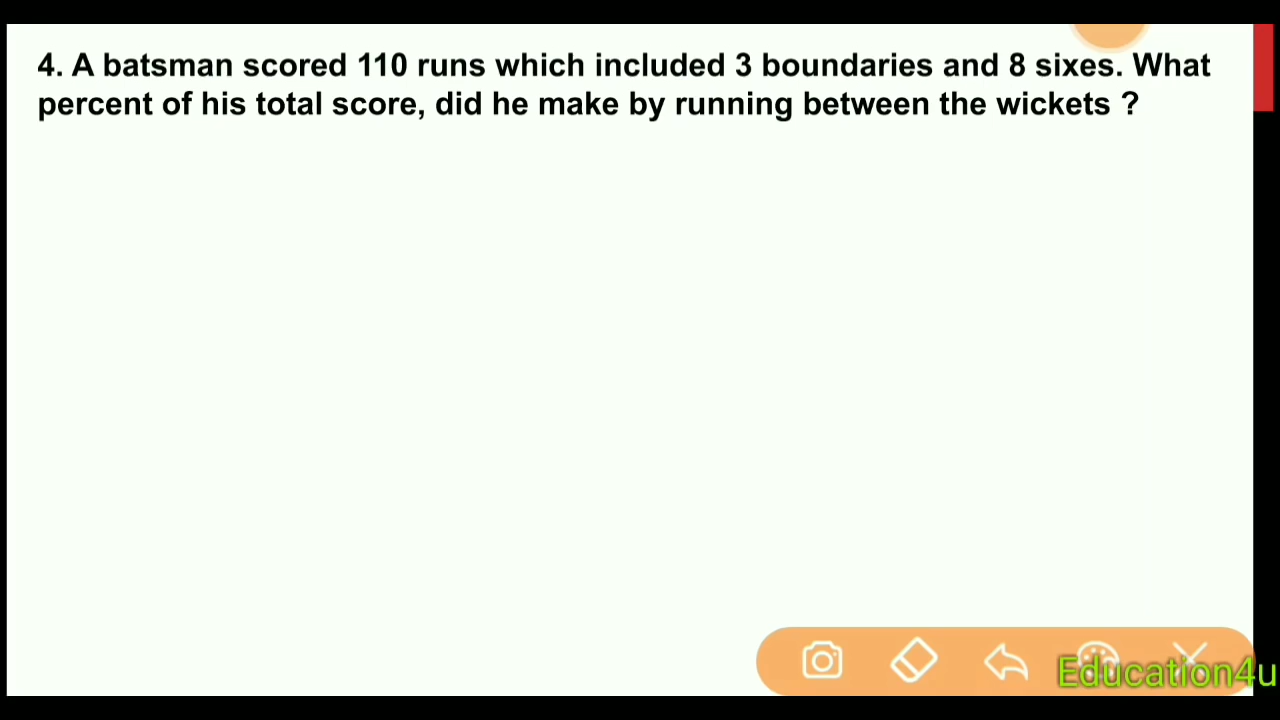 4. A batsman scored 110 runs which included 3 boundaries and 8 sixes. What
percent of his total score, did he make by running between the wickets ?
Education4u